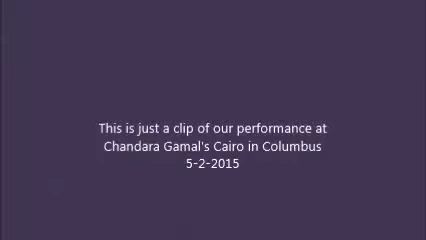 This is just a clip of our performance at
Chandara Gamal's Cairo in Columbus
5-2-2015